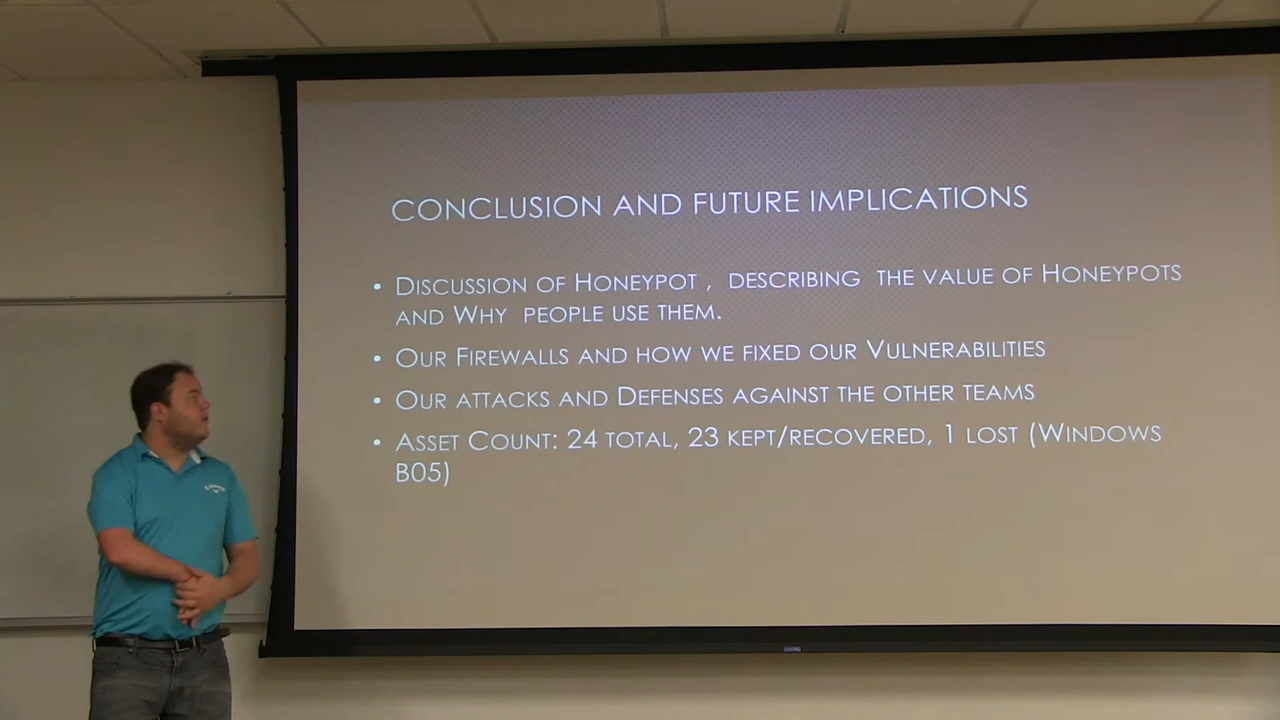 CONCLUSION AND FUTURE IMPLICATIONS
• DISCUSSION OF HONEYPOT , DESCRIBING THE VALUE OF HONEYPOTS
AND WHY PEOPLE USE THEM.
• OUR FIREWALLS AND HOW WE FIXED OUR VULNERABILITIES
• OUR ATTACKS AND DEFENSES AGAINST THE OTHER TEAMS
• ASSET COUNT: 24 TOTAL, 23 KEPT/RECOVERED, 1 LOST (WINDOWS
B05)